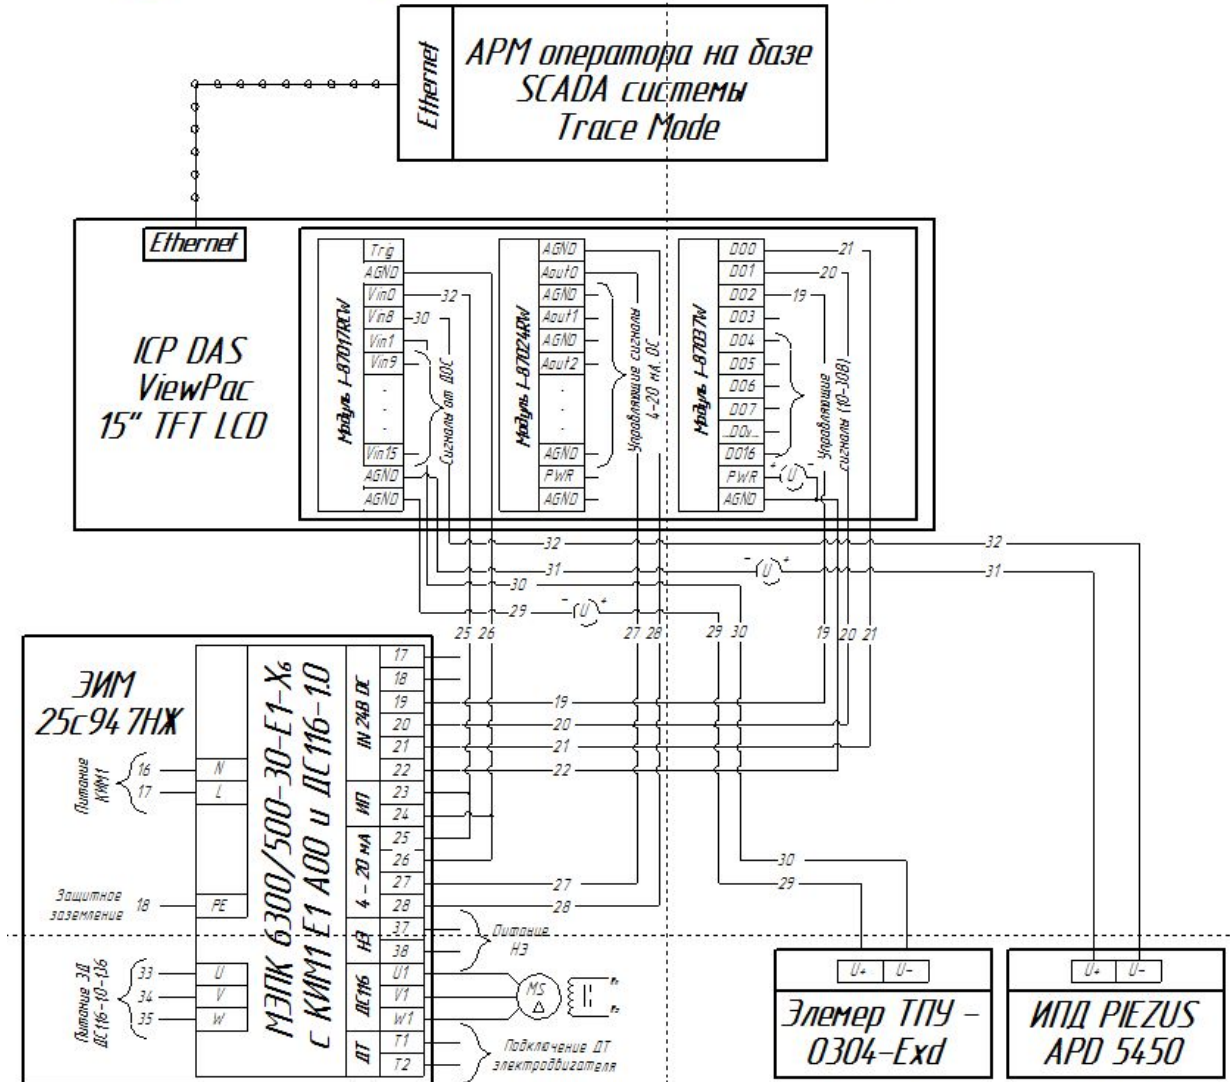 Ethernet
АРМ оператора на базе
SCADA системы
Trace Mode
Ethernet
ICP DAS
ViewPac
15" TFT LCD
Модуль I-87017RCW
Trig
AGND
Vin0
Vin8
Vin1
Vin9
.
.
.
Vin15
AGND
AGND
32
30
Сигналы от ДОС
Модуль I-87024RW
AGND
Aout0
AGND
Aout1
AGND
Aout2
.
.
.
AGND
PWR
AGND
Управляющие сигналы
4-20 мА, DC
Модуль I-87037W
DO0
DO1
DO2
DO3
DO4
DO5
DO6
DO7
...DOv...
DO16
PWR
AGND
21
20
19
Управляющие
сигналы (10-30В)
+ U -
32
32
31
- U +
31
30
29
- U +
25
26
27
28
29
30
19
20
21
ЭИМ
25с947НЖ
МЭПК 6300/500-30-Е1-Х6
с КИМ1 Е1 А00 и ДС116-1.0
Питание
КИМ1
16
N
17
L
Защитное
заземление
18
PE
Питание ЭД
ДС116-10-136
33
U
34
V
35
W
IN 24В DC
17
18
19
20
21
22
ИП
23
24
4 - 20 мА
25
26
27
28
НЭ
37
38
ДС116
U1
V1
W1
ДТ
T1
T2
19
20
21
22
27
28
Питание
НЭ
MS
Δ
Подключение ДТ
электродвигателя
30
29
U+
U-
Элемер ТПУ -
0304-Exd
U+
U-
ИПД PIEZUS
APD 5450